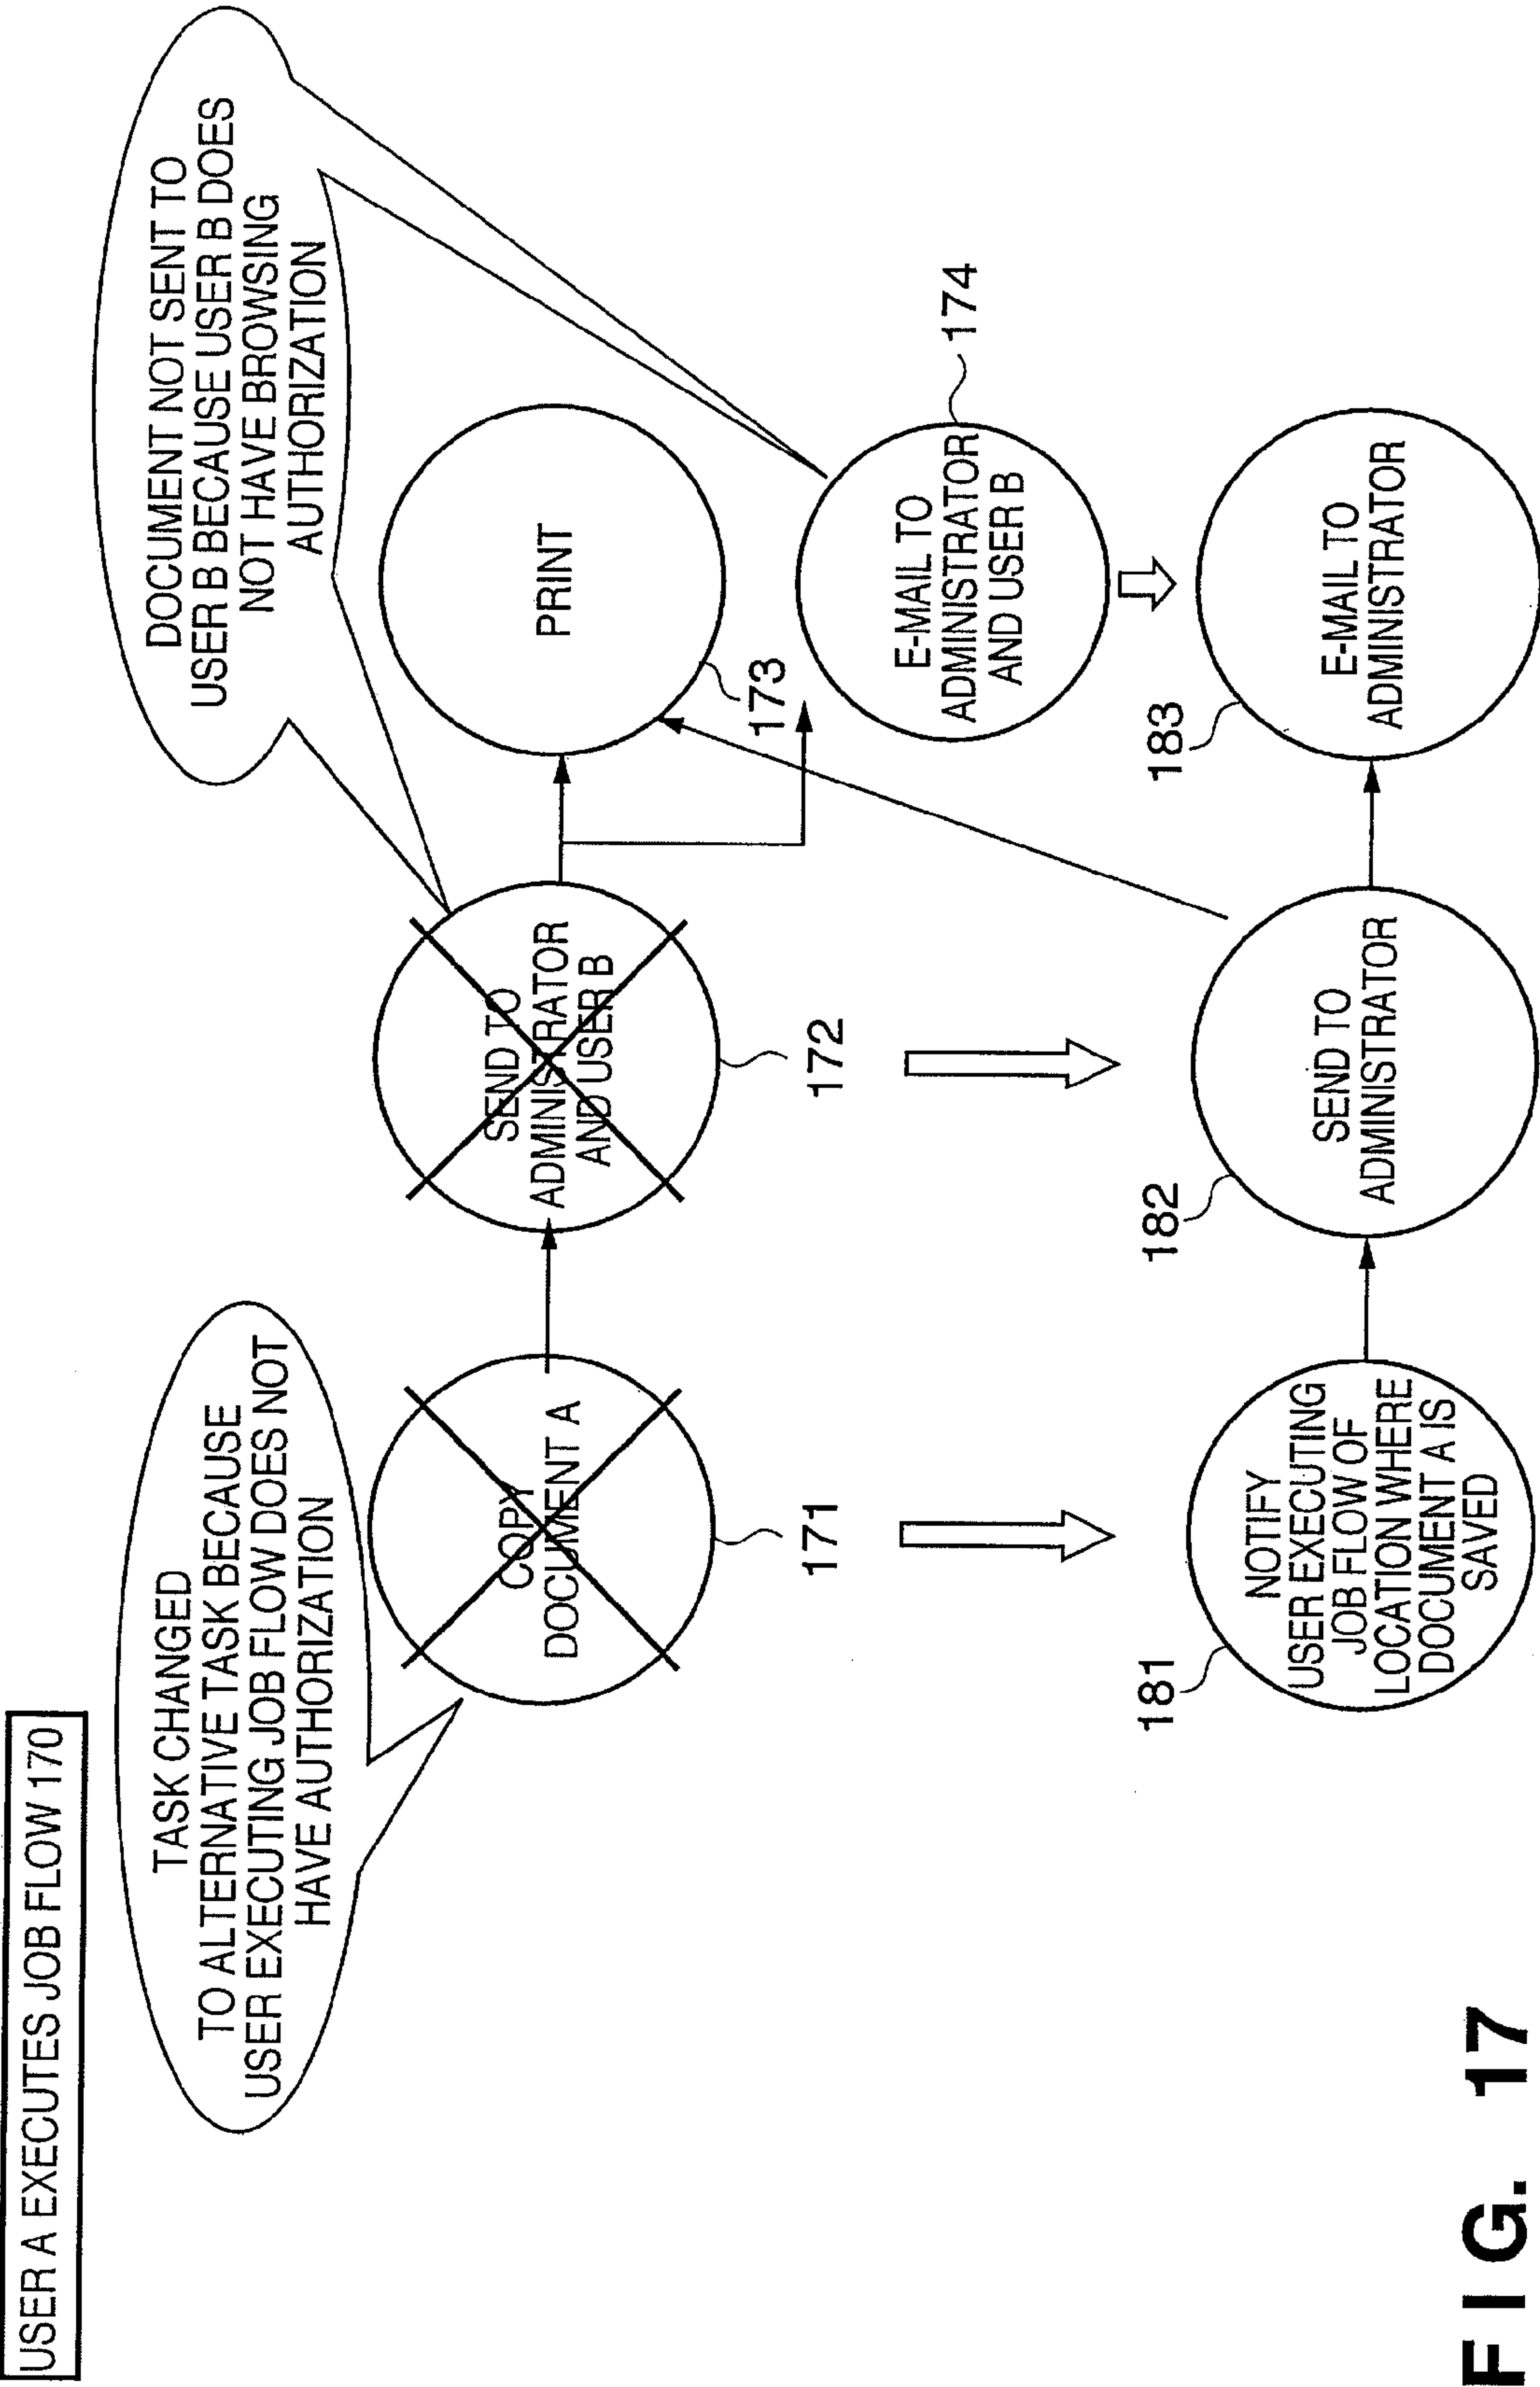 USER A EXECUTES JOB FLOW 170
TASK CHANGED
TO ALTERNATIVE TASK BECAUSE
USER EXECUTING JOB FLOW DOES NOT
HAVE AUTHORIZATION
DOCUMENT NOT SENT TO
USER B BECAUSE USER B DOES
NOT HAVE BROWSING
AUTHORIZATION
COPY
DOCUMENT A
171
SEND TO
ADMINISTRATOR
AND USER B
172
PRINT
173
E-MAIL TO
ADMINISTRATOR
AND USER B
174
181
NOTIFY
USER EXECUTING
JOB FLOW OF
LOCATION WHERE
DOCUMENT A IS
SAVED
182
SEND TO
ADMINISTRATOR
183
E-MAIL TO
ADMINISTRATOR
FIG. 17